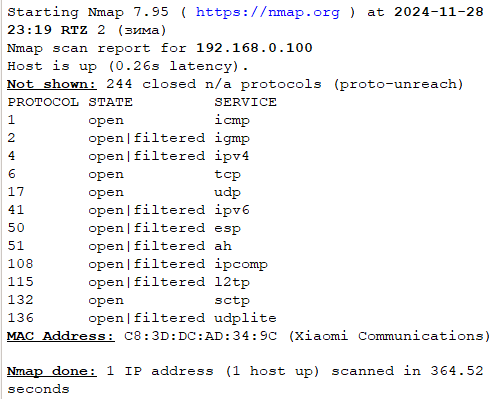 Starting Nmap 7.95 ( https://nmap.org ) at 2024-11-28
23:19 RTZ 2 (зима)
Nmap scan report for 192.168.0.100
Host is up (0.26s latency).
Not shown: 244 closed n/a protocols (proto-unreach)
PROTOCOL STATE         SERVICE
1        open          icmp
2        open|filtered igmp
4        open|filtered ipv4
6        open          tcp
17       open          udp
41       open|filtered ipv6
50       open|filtered esp
51       open|filtered ah
108      open|filtered ipcomp
115      open|filtered l2tp
132      open          sctp
136      open|filtered udplite
MAC Address: C8:3D:DC:AD:34:9C (Xiaomi Communications)
Nmap done: 1 IP address (1 host up) scanned in 364.52
seconds